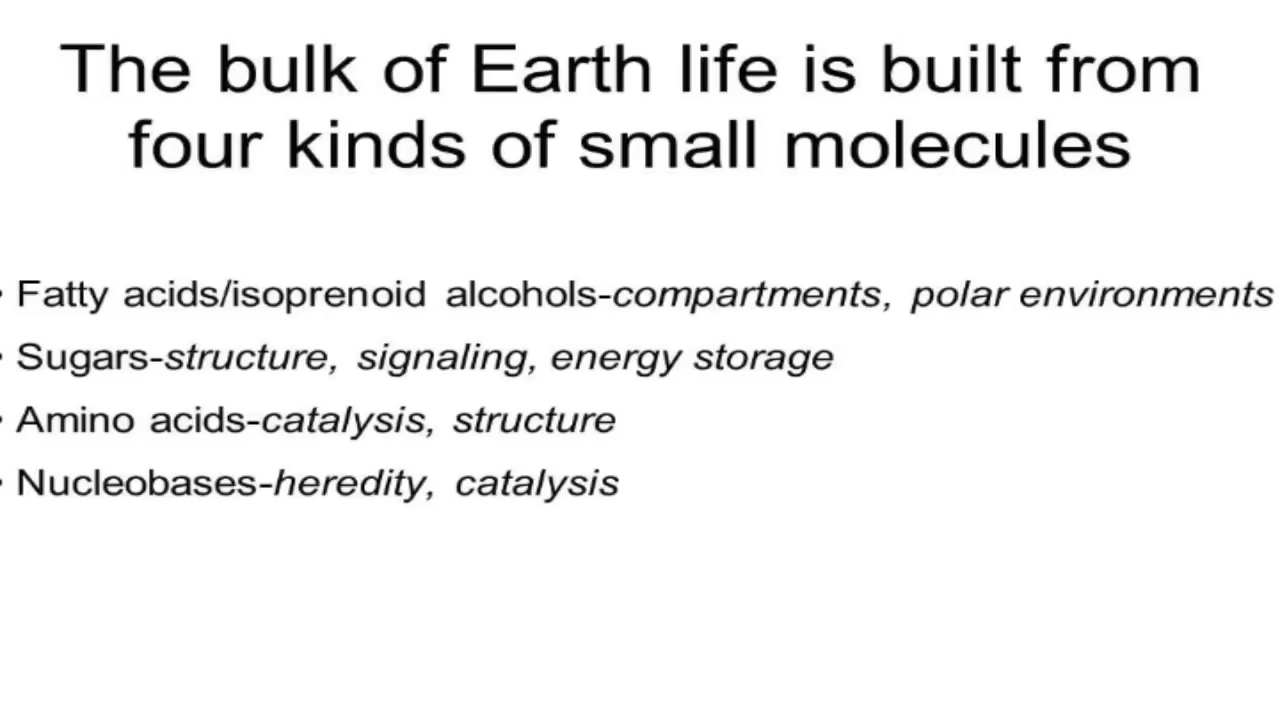 The bulk of Earth life is built from
four kinds of small molecules
· Fatty acids/isoprenoid alcohols-compartments, polar environments
· Sugars-structure, signaling, energy storage
· Amino acids-catalysis, structure
· Nucleobases-heredity, catalysis